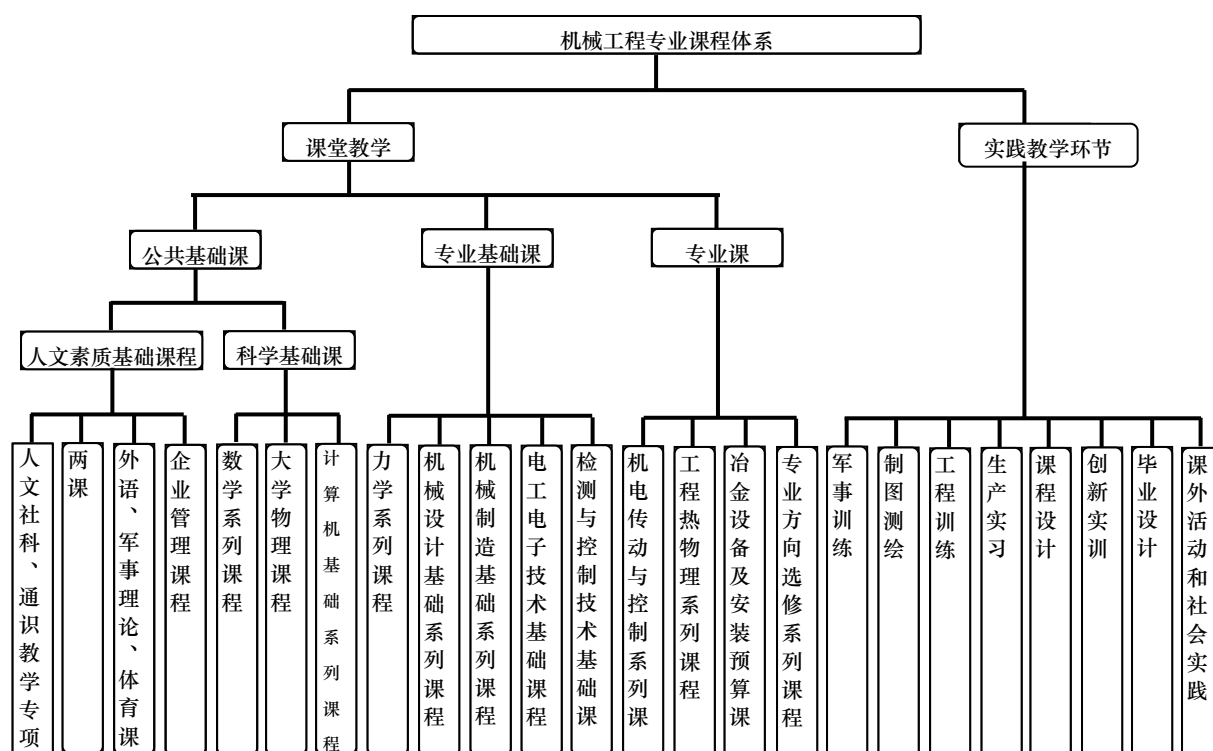 机械工程专业课程体系
课堂教学
实践教学环节
公共基础课
专业基础课
专业课
人文素质基础课程
科学基础课
人文社科、通识教学专项
两课
外语、军事理论、体育课
企业管理课程
数学系列课程
大学物理课程
计算机基础系列课程
力学系列课程
机械设计基础系列课程
机械制造基础系列课程
电工电子技术基础课程
检测与控制技术基础课
机电传动与控制系列课
工程热物理系列课程
冶金设备及安装预算课
专业方向选修系列课程
军事训练
制图测绘
工程训练
生产实习
课程设计
创新实训
毕业设计
课外活动和社会实践